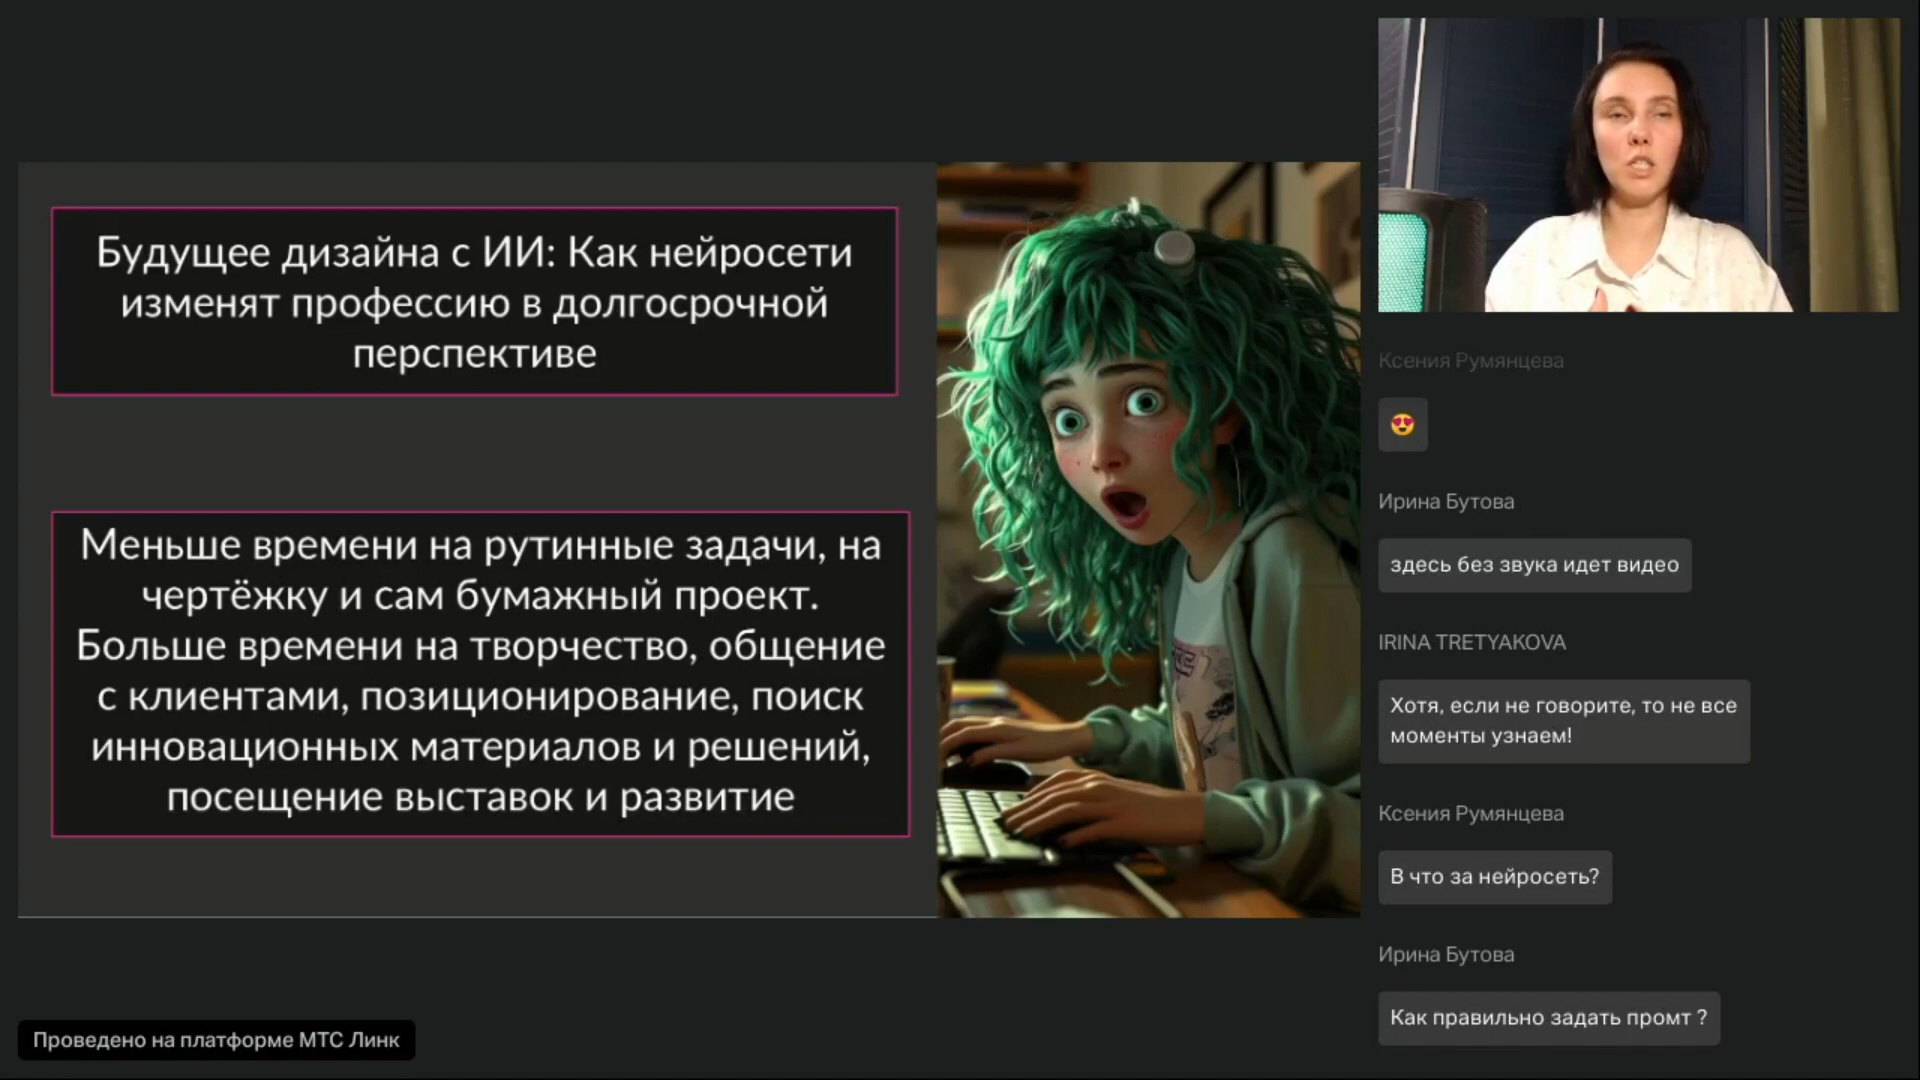 Будущее дизайна с ИИ: Как нейросети
изменят профессию в долгосрочной
перспективе
Меньше времени на рутинные задачи, на
чертёжку и сам бумажный проект.
Больше времени на творчество, общение
с клиентами, позиционирование, поиск
инновационных материалов и решений,
посещение выставок и развитие
Проведено на платформе МТС Линк
Ксения Румянцева
Ирина Бутова
здесь без звука идет видео
IRINA TRETYAKOVA
Хотя, если не говорите, то не все
моменты узнаем!
Ксения Румянцева
В что за нейросеть?
Ирина Бутова
Как правильно задать промт ?